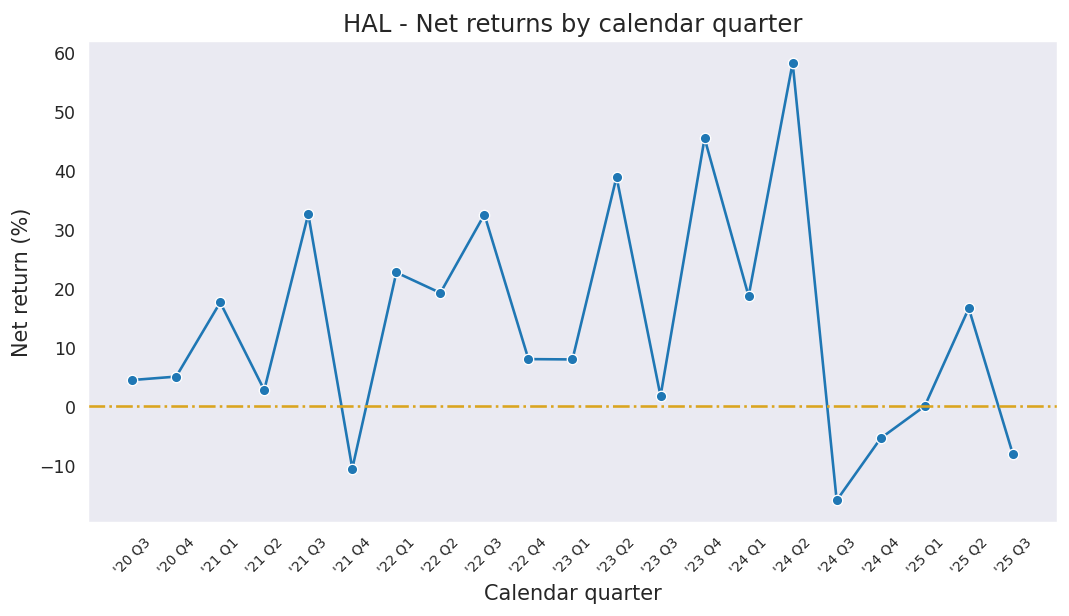 HAL - Net returns by calendar quarter
60
50
40
30
20
10
0
−10
Net return (%)
'20 Q3
'20 Q4
'21 Q1
'21 Q2
'21 Q3
'21 Q4
'22 Q1
'22 Q2
'22 Q3
'22 Q4
'23 Q1
'23 Q2
'23 Q3
'23 Q4
'24 Q1
'24 Q2
'24 Q3
'24 Q4
'25 Q1
'25 Q2
'25 Q3
Calendar quarter